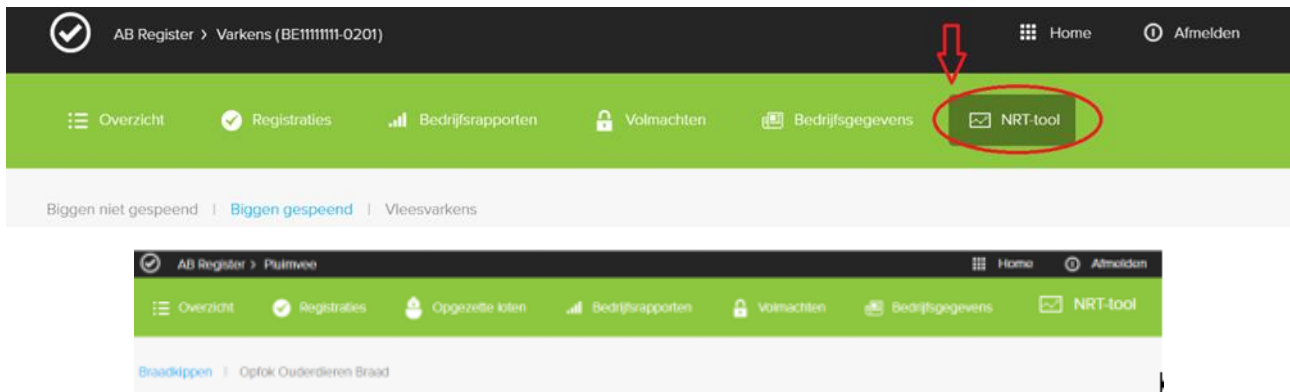 AB Register > Varkens (BE11111111-0201) Home Afmelden
Overzicht Registraties Bedrijfsrapporten Volmachten Bedrijfsgegevens NRT-tool
Biggen niet gespeend | Biggen gespeend | Vleesvarkens
AB Register > Pluimvee Home Afmelden
Overzicht Registraties Opgezette loten Bedrijfsrapporten Volmachten Bedrijfsgegevens NRT-tool
Braadkippen | Opfok Ouderdieren Braad